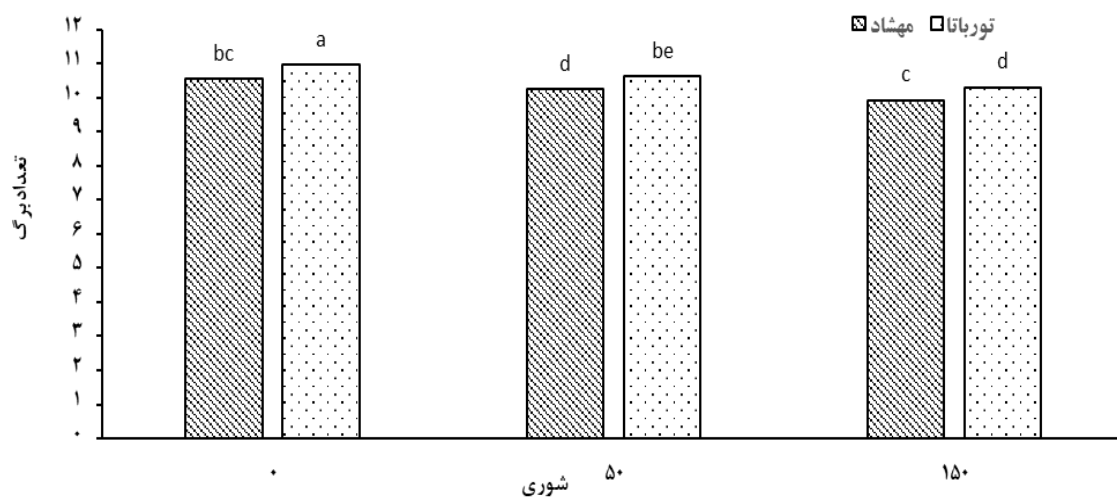 مهشاد تورباتا
۱۲
۱۱
۱۰
۹
۸
۷
۶
۵
۴
۳
۲
۱
۰
تعداد برگ
bc a d be c d
۰ ۵۰ ۱۵۰
شوری